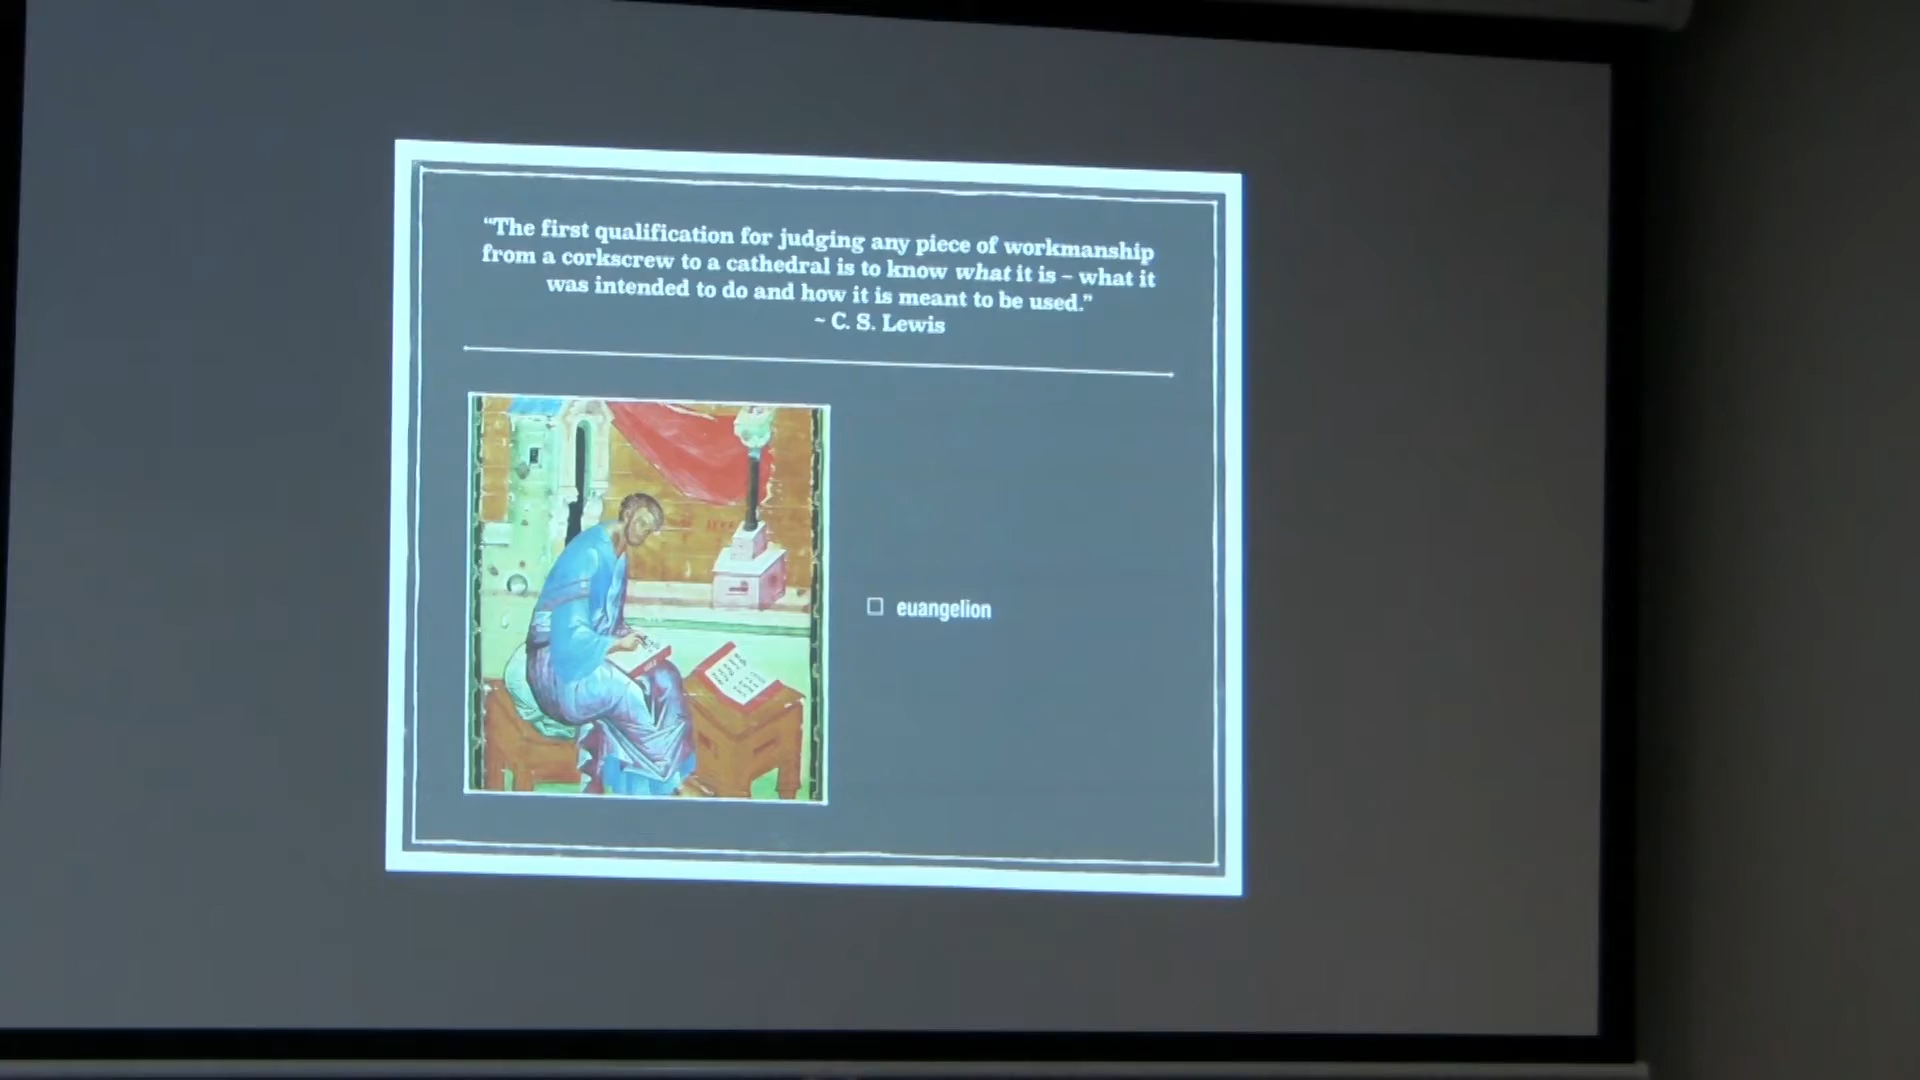 “The first qualification for judging any piece of workmanship
from a corkscrew to a cathedral is to know what it is – what it
was intended to do and how it is meant to be used.”
~ C. S. Lewis
☐ euangelion